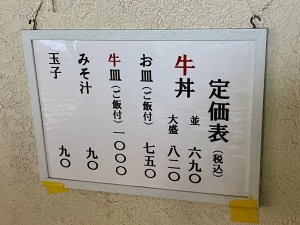 定価表(税込)
牛丼 並 六九〇
大盛 八二〇
お皿(ご飯付) 七五〇
牛皿(ご飯付) 一〇〇〇
みそ汁 九〇
玉子 九〇